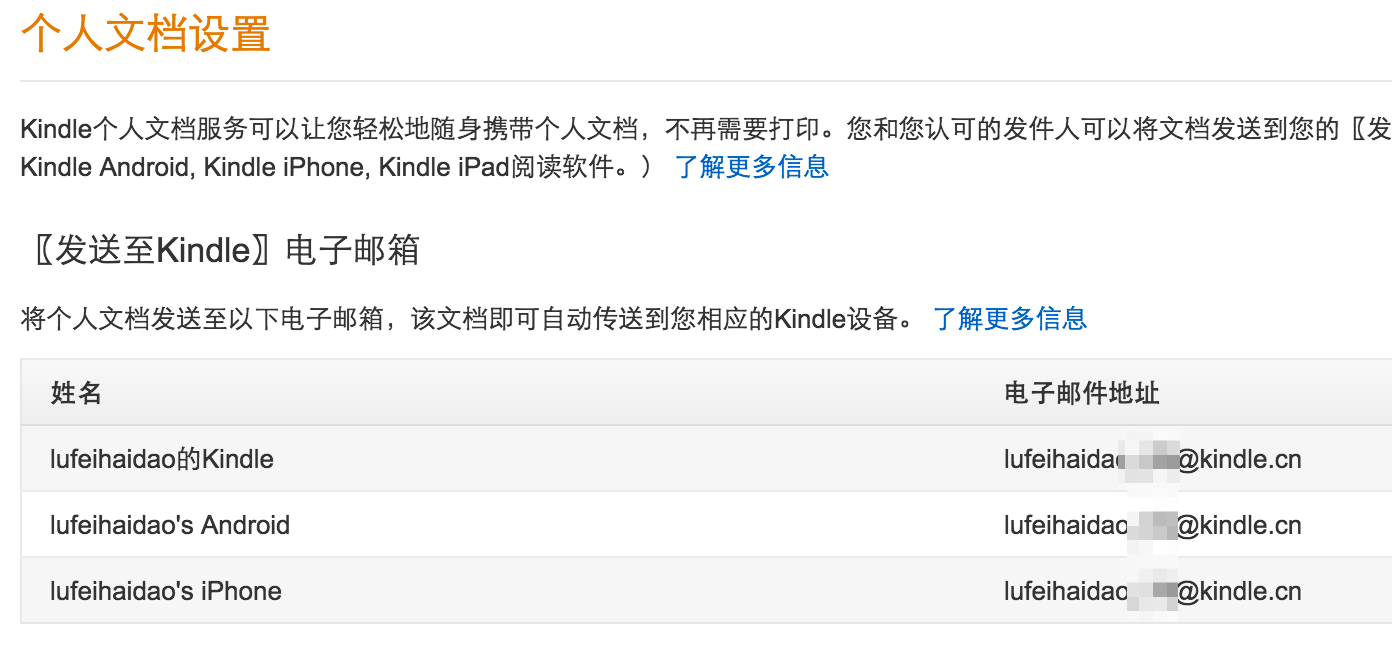 个人文档设置
Kindle个人文档服务可以让您轻松地随身携带个人文档，不再需要打印。您和您认可的发件人可以将文档发送到您的〖发
Kindle Android, Kindle iPhone, Kindle iPad阅读软件。） 了解更多信息
〖发送至Kindle〗电子邮箱
将个人文档发送至以下电子邮箱，该文档即可自动传送到您相应的Kindle设备。 了解更多信息
姓名 电子邮件地址
lufeihaidao的Kindle lufeihaidao @kindle.cn
lufeihaidao's Android lufeihaidao @kindle.cn
lufeihaidao's iPhone lufeihaidao @kindle.cn